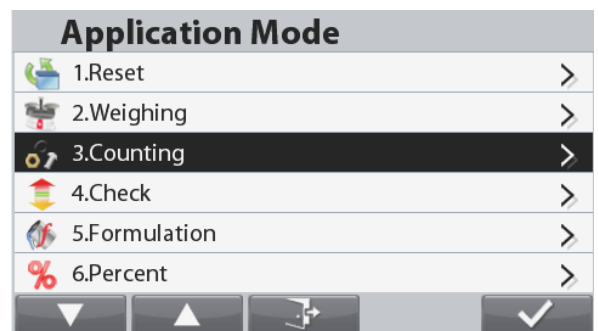 Application Mode
1.Reset
2.Weighing
3.Counting
4.Check
5.Formulation
6.Percent